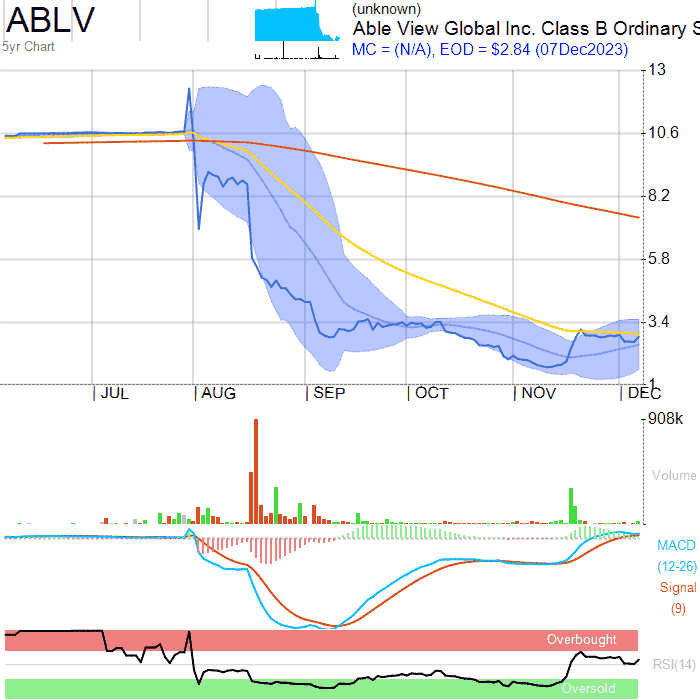 ABLV
5yr Chart
(unknown)
Able View Global Inc. Class B Ordinary S
MC = (N/A), EOD = $2.84 (07Dec2023)
13
10.6
8.2
5.8
3.4
1
JUL AUG SEP OCT NOV DEC
908k
Volume
MACD
(12-26)
Signal
(9)
Overbought
RSI(14)
Oversold